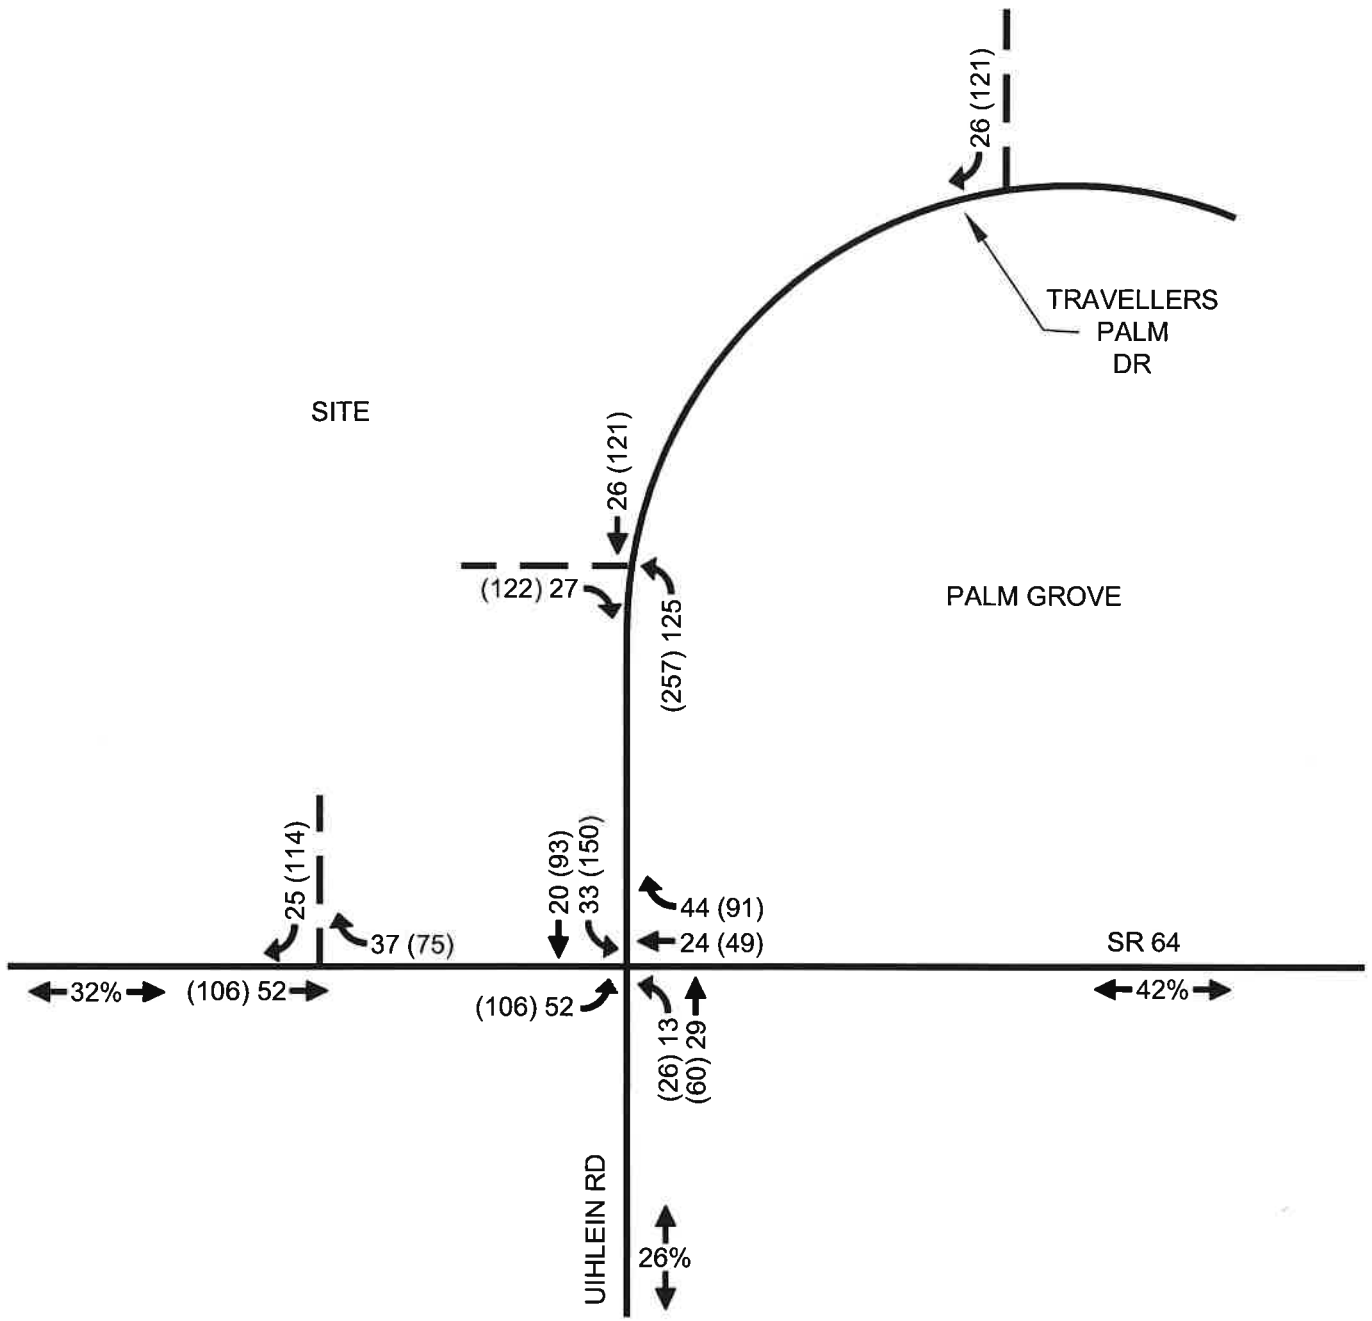 26 (121)
TRAVELLERS
PALM
DR
SITE
26 (121)
(122) 27
PALM GROVE
(257) 125
25 (114)
20 (93)
33 (150)
44 (91)
37 (75)
24 (49)
SR 64
32%
(106) 52
(106) 52
42%
(26) 13
(60) 29
UIHLEIN RD
26%